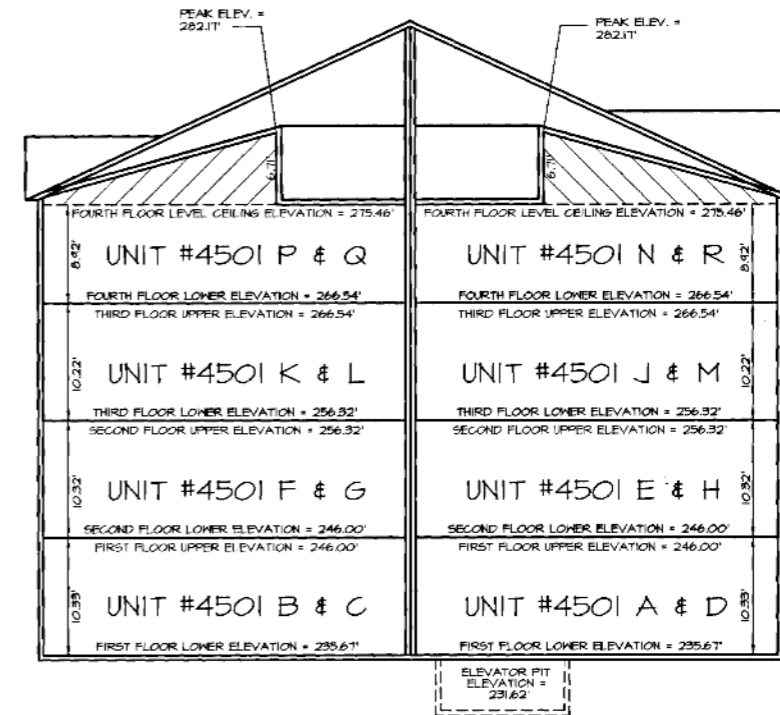 PEAK ELEV. =
282.17'
PEAK ELEV. =
282.17'
6.71'
6.71'
FOURTH FLOOR LEVEL CEILING ELEVATION = 275.46'
FOURTH FLOOR LEVEL CEILING ELEVATION = 275.46'
8.92'
UNIT #4501 P & Q
UNIT #4501 N & R
8.92'
FOURTH FLOOR LOWER ELEVATION = 266.54'
FOURTH FLOOR LOWER ELEVATION = 266.54'
THIRD FLOOR UPPER ELEVATION = 266.54'
THIRD FLOOR UPPER ELEVATION = 266.54'
10.22'
UNIT #4501 K & L
UNIT #4501 J & M
10.22'
THIRD FLOOR LOWER ELEVATION = 256.32'
THIRD FLOOR LOWER ELEVATION = 256.32'
SECOND FLOOR UPPER ELEVATION = 256.32'
SECOND FLOOR UPPER ELEVATION = 256.32'
10.32'
UNIT #4501 F & G
UNIT #4501 E & H
10.32'
SECOND FLOOR LOWER ELEVATION = 246.00'
SECOND FLOOR LOWER ELEVATION = 246.00'
FIRST FLOOR UPPER ELEVATION = 246.00'
FIRST FLOOR UPPER ELEVATION = 246.00'
10.33'
UNIT #4501 B & C
UNIT #4501 A & D
10.33'
FIRST FLOOR LOWER ELEVATION = 235.67'
FIRST FLOOR LOWER ELEVATION = 235.67'
ELEVATOR PIT
ELEVATION =
231.62'